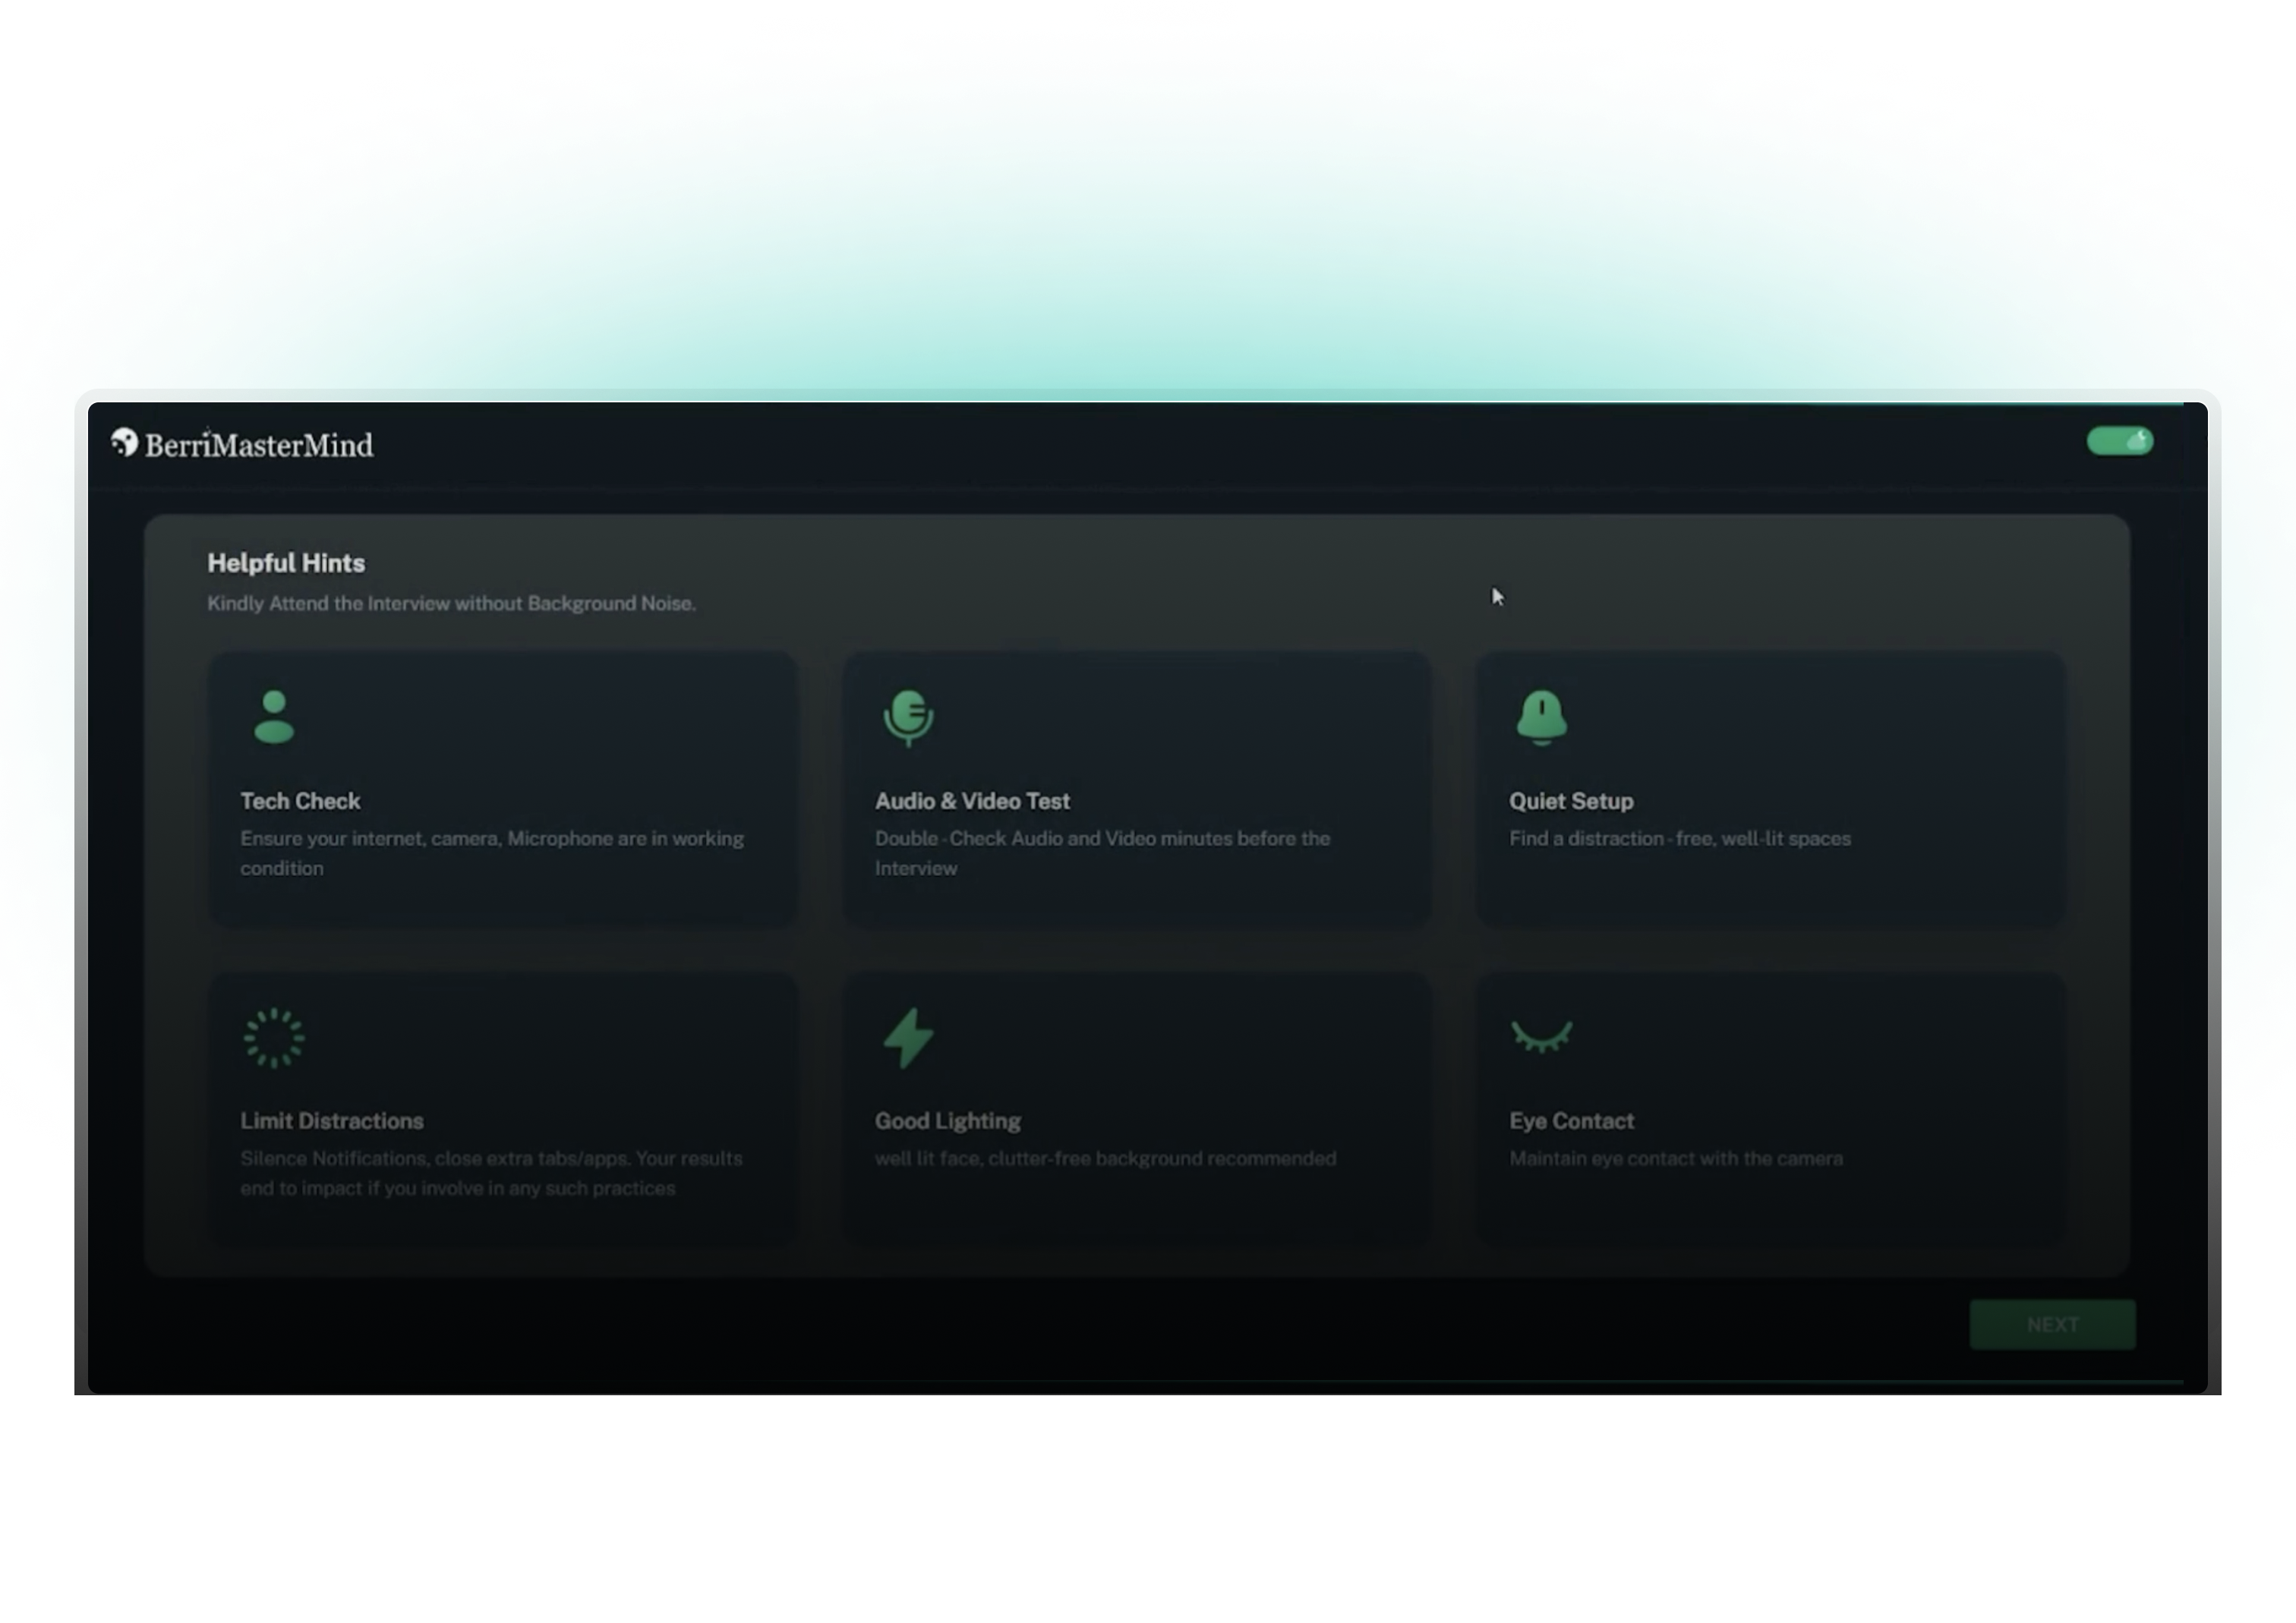 BerriMasterMind
Helpful Hints
Kindly Attend the Interview without Background Noise.
Tech Check
Ensure your internet, camera, Microphone are in working
condition
Audio & Video Test
Double-Check Audio and Video minutes before the
Interview
Quiet Setup
Find a distraction-free, well-lit spaces
Limit Distractions
Silence Notifications, close extra tabs/apps. Your results
end to impact if you involve in any such practices
Good Lighting
well lit face, clutter-free background recommended
Eye Contact
Maintain eye contact with the camera
NEXT